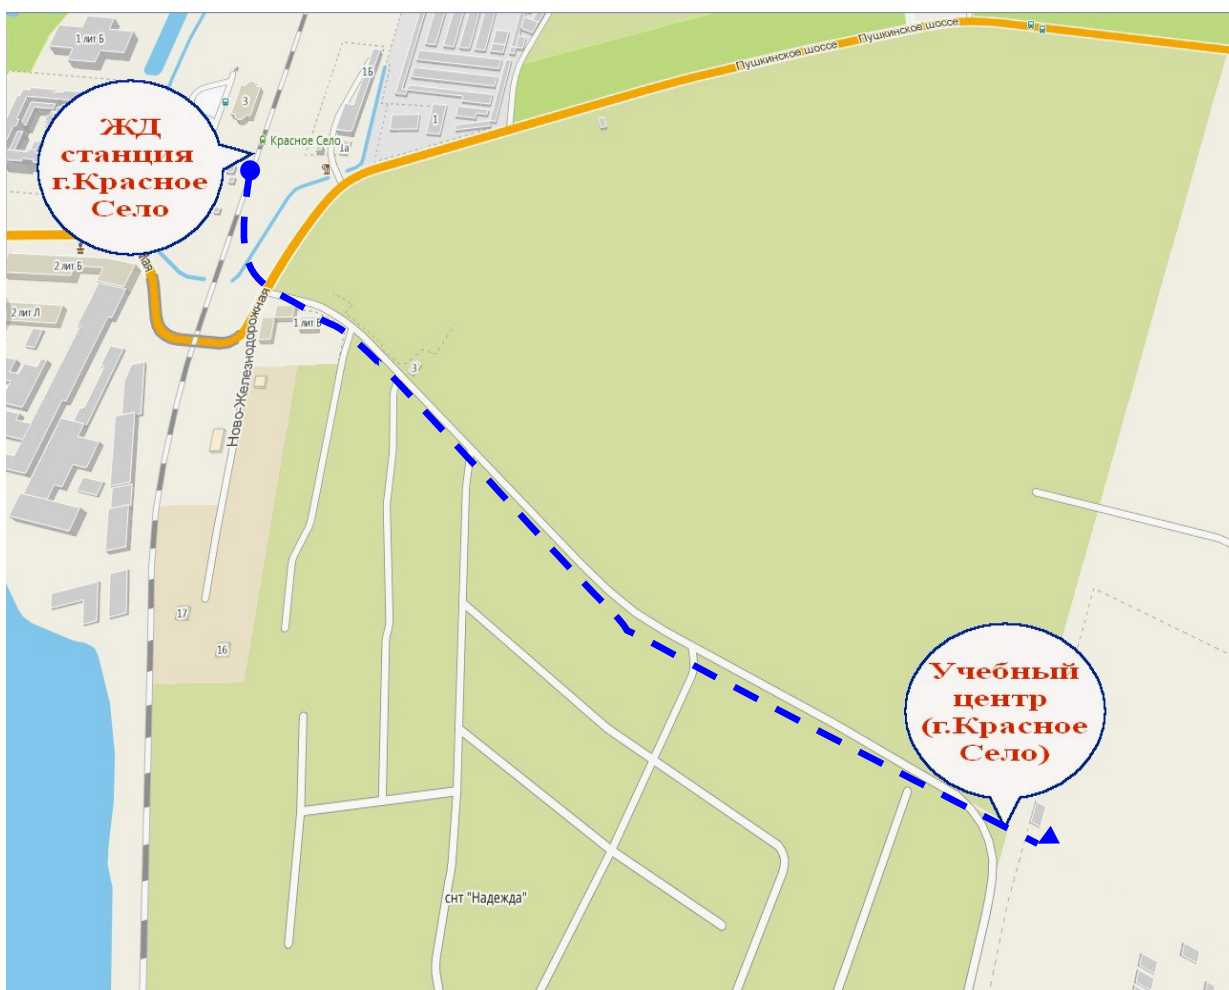 1 лит Б
Пушкинское шоссе
Пушкинское шоссе
1Б
3
1
ЖД
станция
г.Красное
Село
Красное Село
1а
2 лит Б
2 лит Л
Ново-Железнодорожная
1 лит Б
3
17
16
Учебный
центр
(г.Красное
Село)
снт "Надежда"